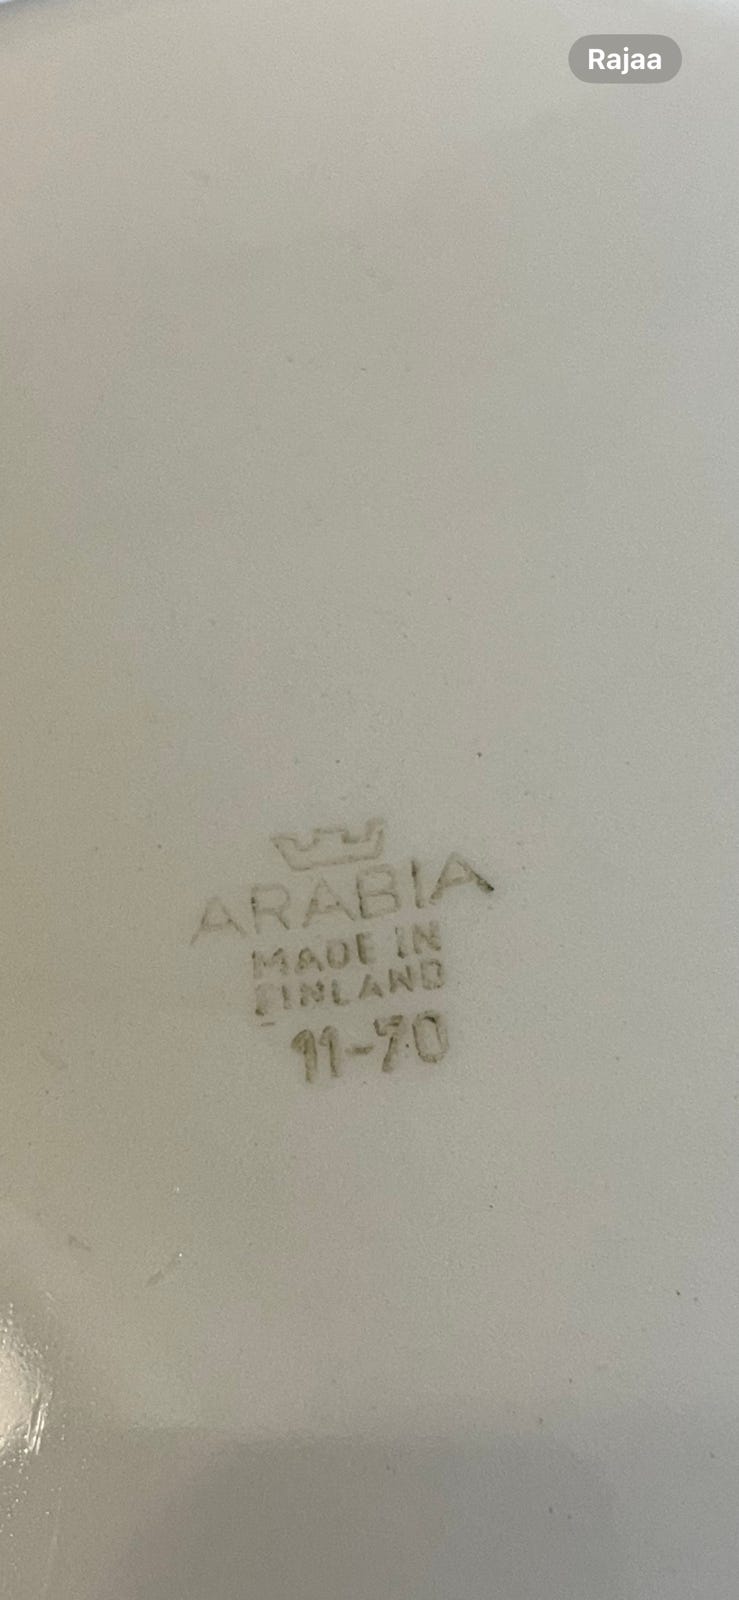 Rajaa
ARABIA
MADE IN
FINLAND
11-70